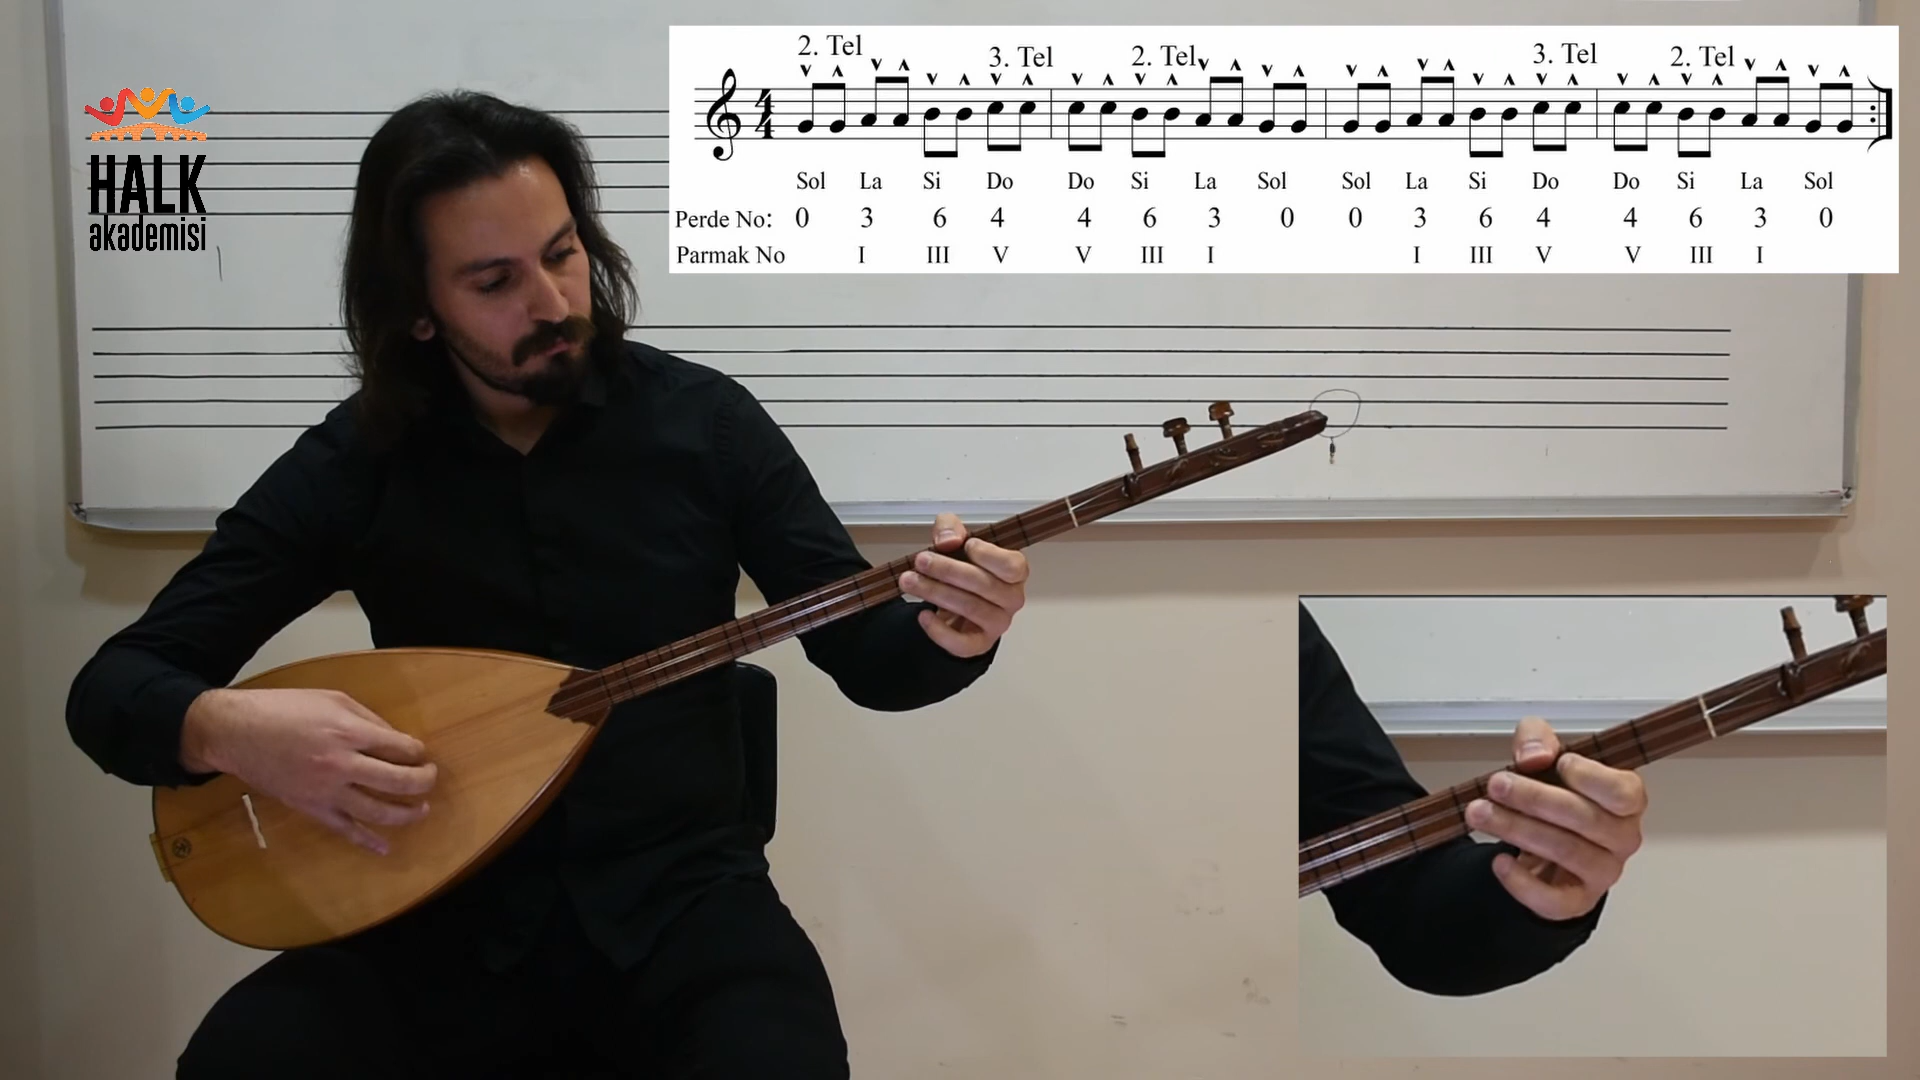 HALK
akademisi
2. Tel 3. Tel 2. Tel 3. Tel 2. Tel
4
4
Sol La Si Do Do Si La Sol Sol La Si Do Do Si La Sol
Perde No: 0 3 6 4 4 6 3 0 0 3 6 4 4 6 3 0
Parmak No I III V V III I I III V V III I